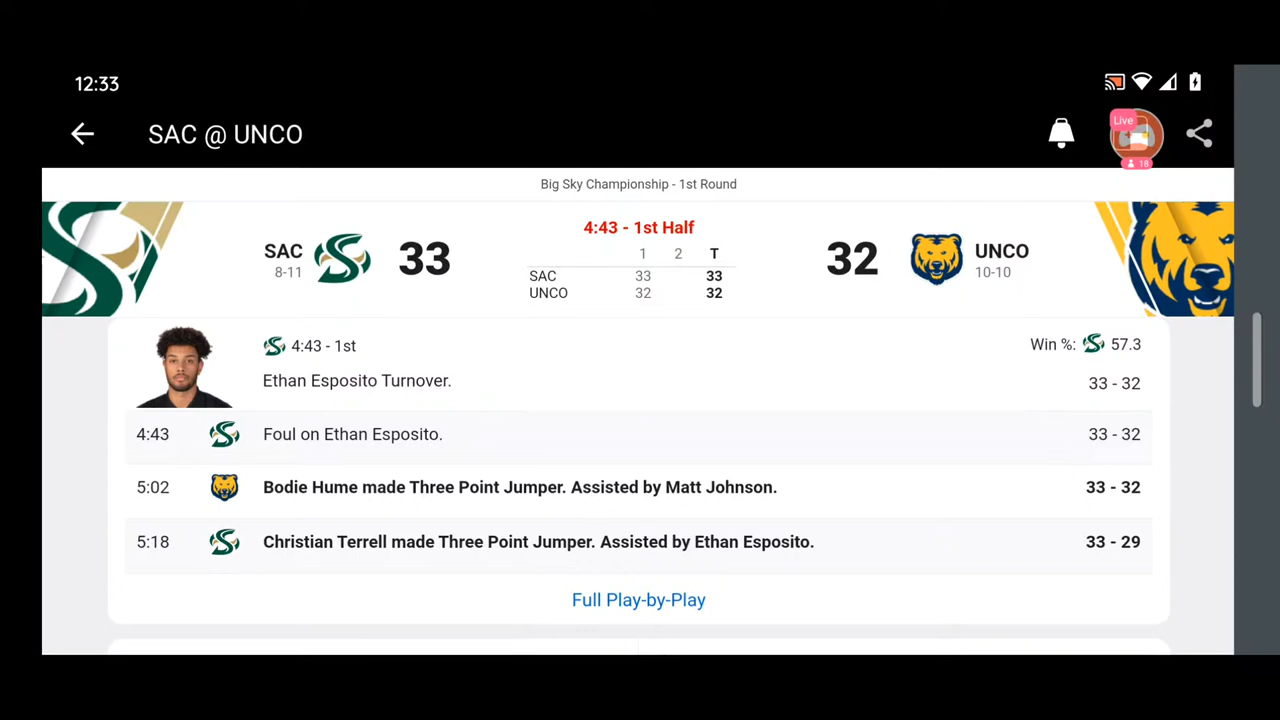 12:33
SAC @ UNCO
Live
18
Big Sky Championship - 1st Round
SAC
8-11
33
4:43 - 1st Half
1 2 T
SAC 33 33
UNCO 32 32
32
UNCO
10-10
4:43 - 1st
Win %: 57.3
Ethan Esposito Turnover.
33 - 32
4:43 Foul on Ethan Esposito. 33 - 32
5:02 Bodie Hume made Three Point Jumper. Assisted by Matt Johnson. 33 - 32
5:18 Christian Terrell made Three Point Jumper. Assisted by Ethan Esposito. 33 - 29
Full Play-by-Play